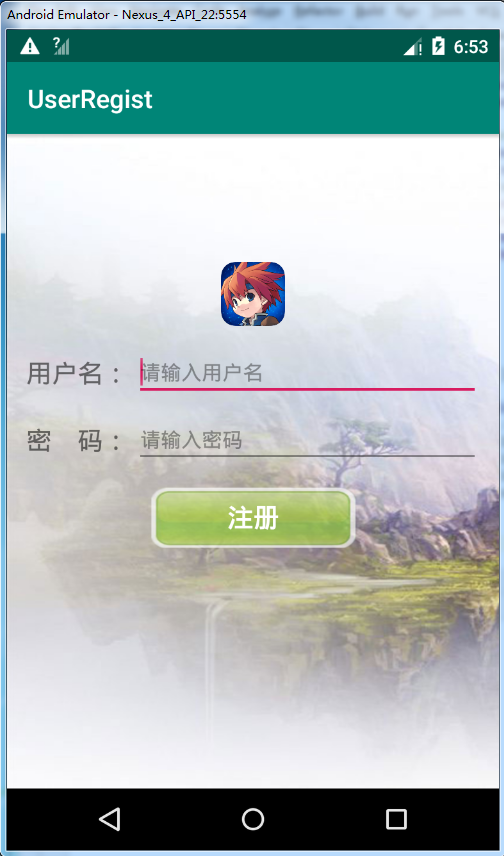 Android Emulator - Nexus_4_API_22:5554
6:53
UserRegist
用户名：请输入用户名
密 码：请输入密码
注册